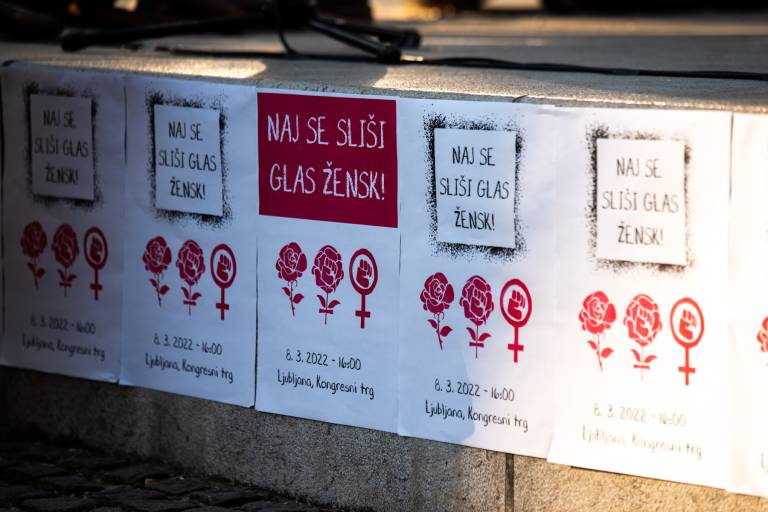 NAJ SE
SLIŠI GLAS
ŽENSK!
8. 3. 2022 - 16:00
Ljubljana, Kongresni trg
NAJ SE
SLIŠI GLAS
ŽENSK!
8. 3. 2022 - 16:00
Ljubljana, Kongresni trg
NAJ SE SLIŠI
GLAS ŽENSK!
8. 3. 2022 - 16:00
Ljubljana, Kongresni trg
NAJ SE
SLIŠI GLAS
ŽENSK!
8. 3. 2022 - 16:00
Ljubljana, Kongresni trg
NAJ SE
SLIŠI GLAS
ŽENSK!
8. 3. 2022 - 16:00
Ljubljana, Kongresni trg